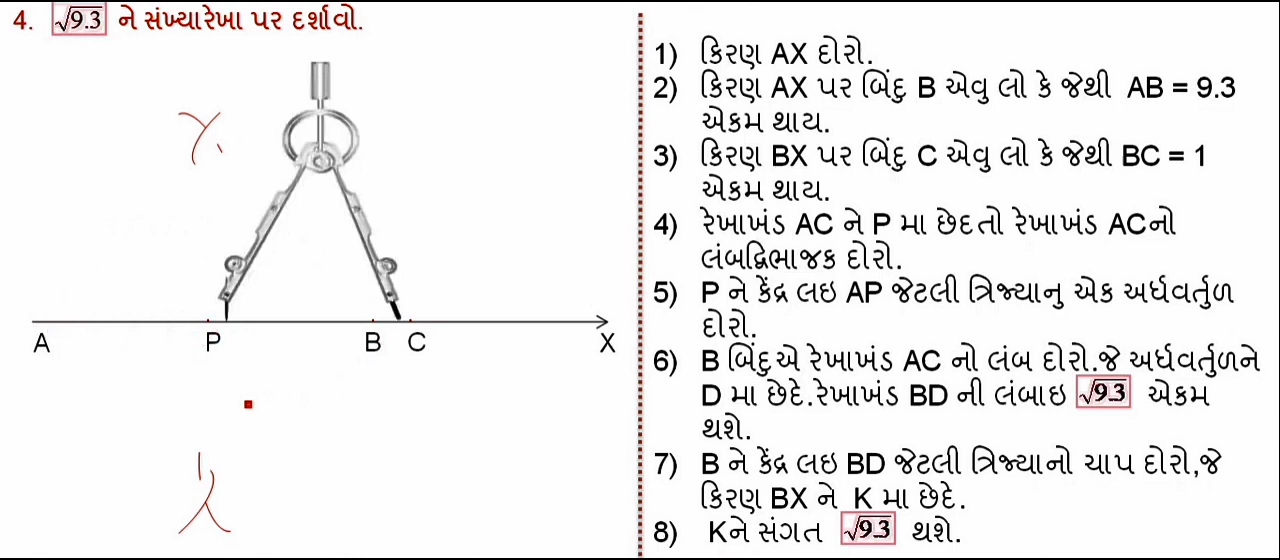 4. √9.3 ને સંખ્યારેખા પર દર્શાવો.
A P B C X
1) કિરણ AX દોરો.
2) કિરણ AX પર બિંદુ B એવુ લો કે જેથી AB = 9.3
એકમ થાય.
3) કિરણ BX પર બિંદુ C એવુ લો કે જેથી BC = 1
એકમ થાય.
4) રેખાખંડ AC ને P મા છેદતો રેખાખંડ ACનો
લંબદ્વિભાજક દોરો.
5) P ને કેંદ્ર લઇ AP જેટલી ત્રિજ્યાનુ એક અર્ધવર્તુળ
દોરો.
6) B બિંદુએ રેખાખંડ AC નો લંબ દોરો.જે અર્ધવર્તુળને
D મા છેદે.રેખાખંડ BD ની લંબાઇ √9.3 એકમ
થશે.
7) B ને કેંદ્ર લઇ BD જેટલી ત્રિજ્યાનો ચાપ દોરો,જે
કિરણ BX ને K મા છેદે.
8) Kને સંગત √9.3 થશે.